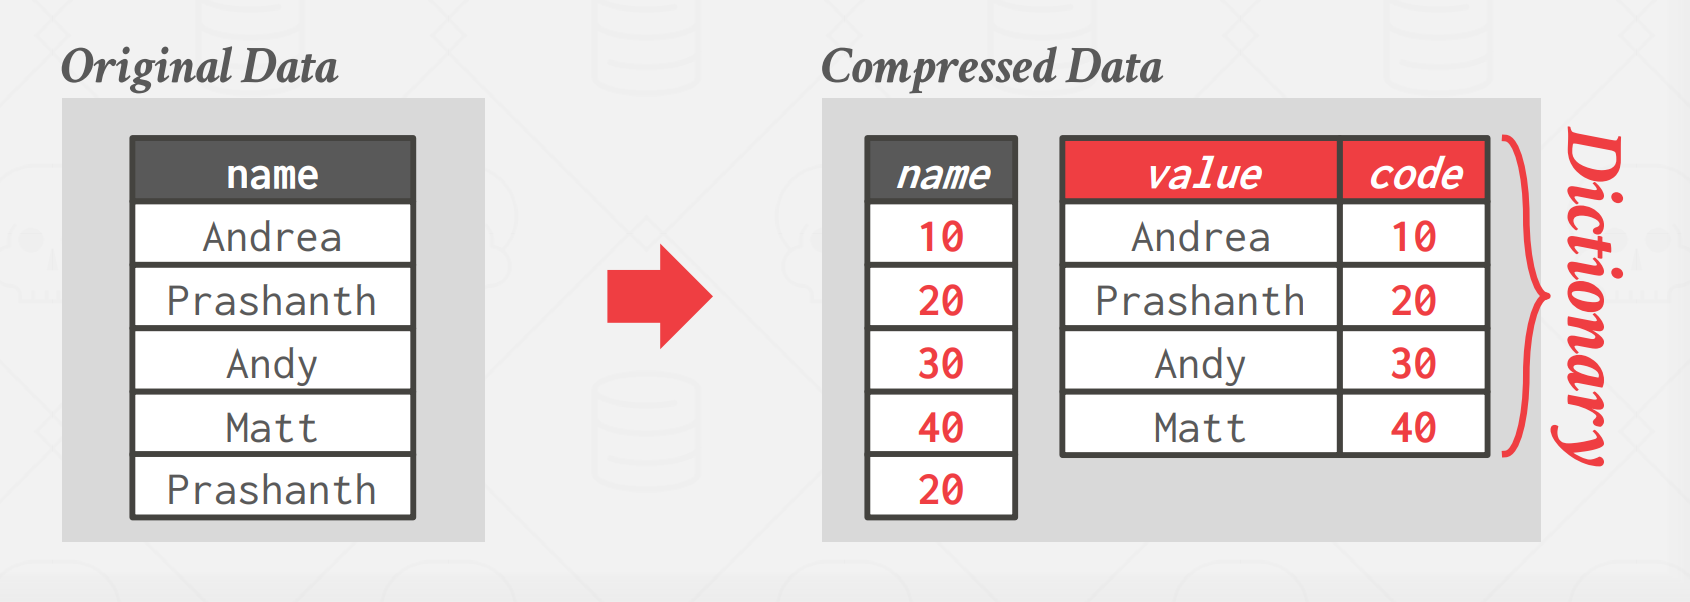 Original Data
name
Andrea
Prashanth
Andy
Matt
Prashanth
Compressed Data
name
10
20
30
40
20
value code
Andrea 10
Prashanth 20
Andy 30
Matt 40
Dictionary